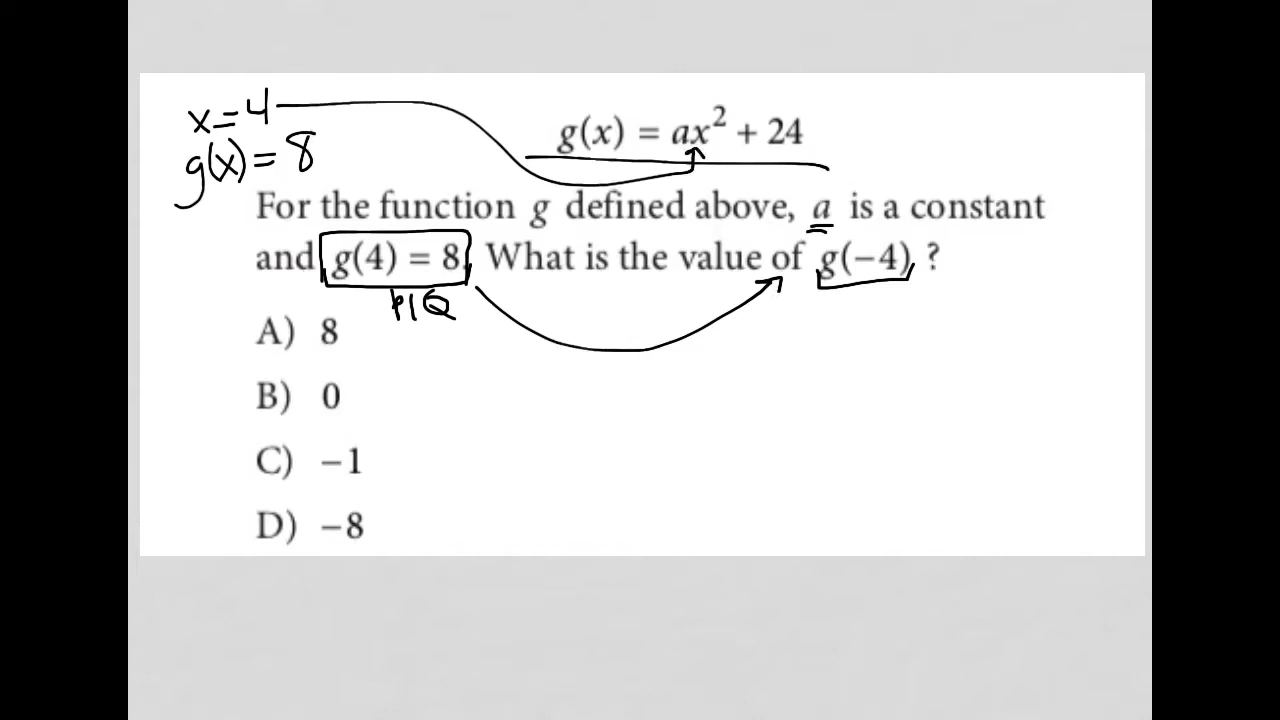 x=4
g(x) = 8
g(x) = ax² + 24
For the function g defined above, a is a constant
and g(4) = 8. What is the value of g(−4) ?
A) 8
B) 0
C) −1
D) −8